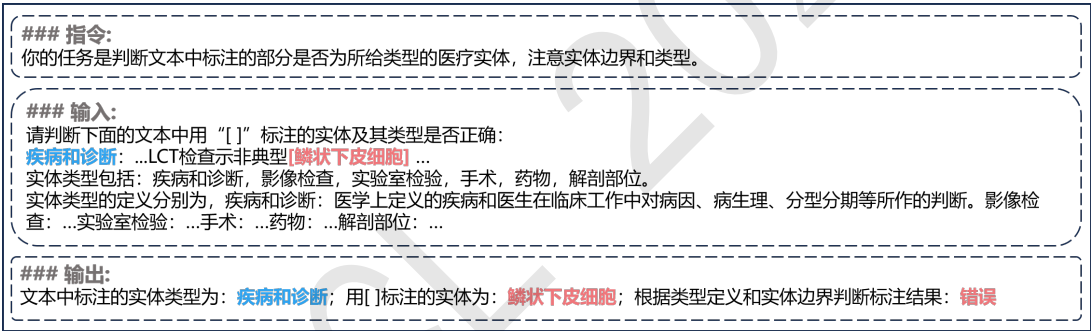 ### 指令:
你的任务是判断文本中标注的部分是否为所给类型的医疗实体，注意实体边界和类型。
### 输入:
请判断下面的文本中用“[ ]”标注的实体及其类型是否正确：
疾病和诊断：...LCT检查示非典型[鳞状下皮细胞] ...
实体类型包括：疾病和诊断，影像检查，实验室检验，手术，药物，解剖部位。
实体类型的定义分别为，疾病和诊断：医学上定义的疾病和医生在临床工作中对病因、病生理、分型分期等所作的判断。影像检
查：...实验室检验：...手术：...药物：...解剖部位：...
### 输出:
文本中标注的实体类型为：疾病和诊断；用[ ]标注的实体为：鳞状下皮细胞；根据类型定义和实体边界判断标注结果：错误